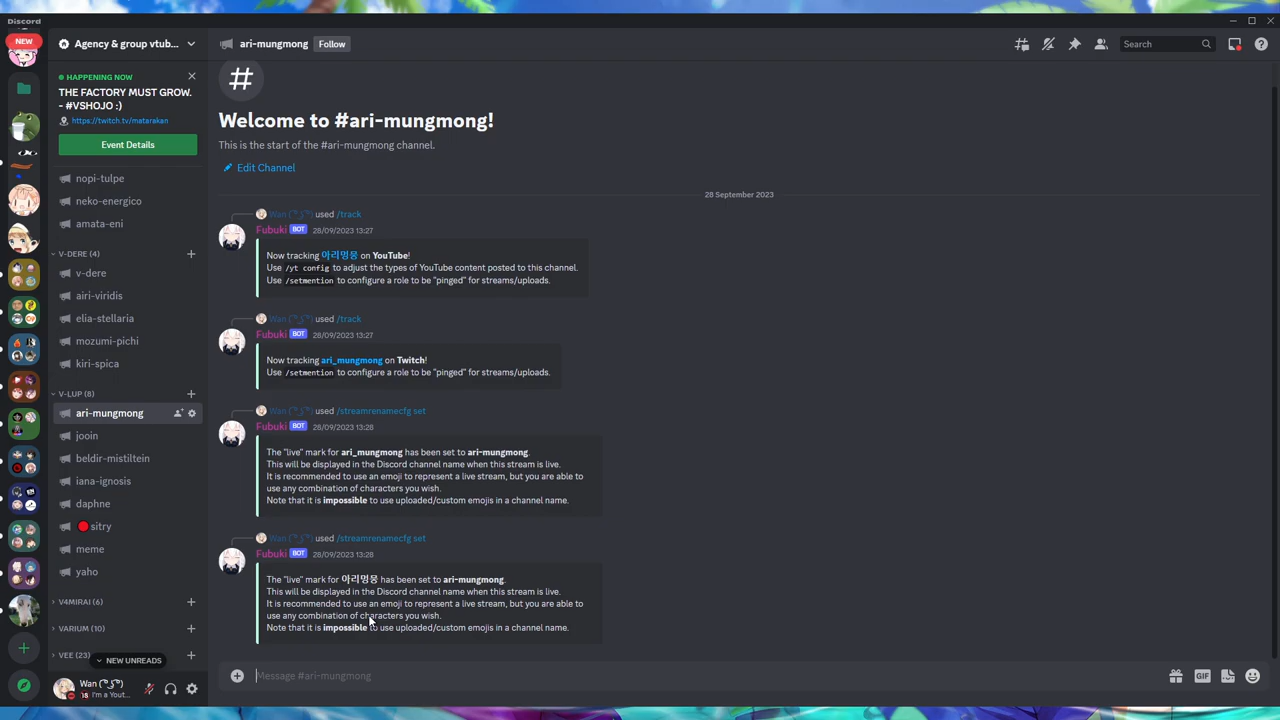 Discord
NEW
Agency & group vtub...
HAPPENING NOW
THE FACTORY MUST GROW.
- #VSHOJO :)
https://twitch.tv/matarakan
Event Details
nopi-tulpe
neko-energico
amata-eni
V-DERE (4)
v-dere
airi-viridis
elia-stellaria
mozumi-pichi
kiri-spica
V-LUP (8)
ari-mungmong
jooin
beldir-mistiltein
iana-ignosis
daphne
sitry
meme
yaho
V4MIRAI (6)
VARIUM (10)
VEE (23)
NEW UNREADS
Wan ( ͡° ͜ʖ ͡°)
I'm a Yout...
ari-mungmong
Follow
Search
Welcome to #ari-mungmong!
This is the start of the #ari-mungmong channel.
Edit Channel
28 September 2023
Wan ( ͡° ͜ʖ ͡°) used /track
Fubuki BOT 28/09/2023 13:27
Now tracking 아리멍뭉 on YouTube!
Use /yt config to adjust the types of YouTube content posted to this channel.
Use /setmention to configure a role to be "pinged" for streams/uploads.
Wan ( ͡° ͜ʖ ͡°) used /track
Fubuki BOT 28/09/2023 13:27
Now tracking ari_mungmong on Twitch!
Use /setmention to configure a role to be "pinged" for streams/uploads.
Wan ( ͡° ͜ʖ ͡°) used /streamrenamecfg set
Fubuki BOT 28/09/2023 13:28
The "live" mark for ari_mungmong has been set to ari-mungmong.
This will be displayed in the Discord channel name when this stream is live.
It is recommended to use an emoji to represent a live stream, but you are able to
use any combination of characters you wish.
Note that it is impossible to use uploaded/custom emojis in a channel name.
Wan ( ͡° ͜ʖ ͡°) used /streamrenamecfg set
Fubuki BOT 28/09/2023 13:28
The "live" mark for 아리멍뭉 has been set to ari-mungmong.
This will be displayed in the Discord channel name when this stream is live.
It is recommended to use an emoji to represent a live stream, but you are able to
use any combination of characters you wish.
Note that it is impossible to use uploaded/custom emojis in a channel name.
Message #ari-mungmong
GIF